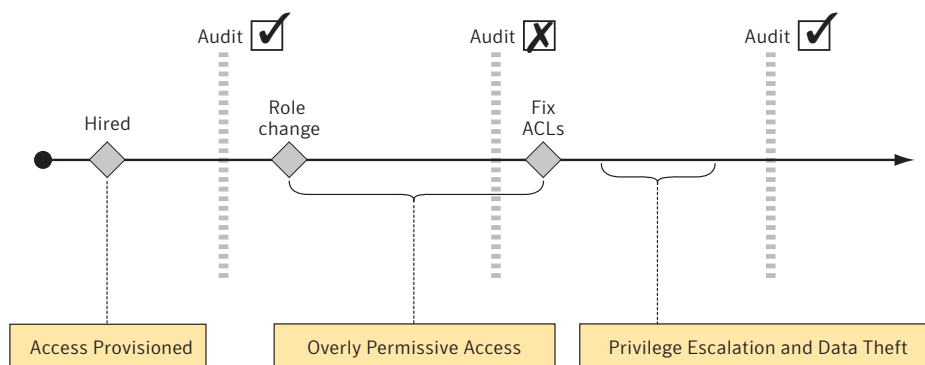 Audit
Audit
Audit
Hired
Role
change
Fix
ACLs
Access Provisioned
Overly Permissive Access
Privilege Escalation and Data Theft